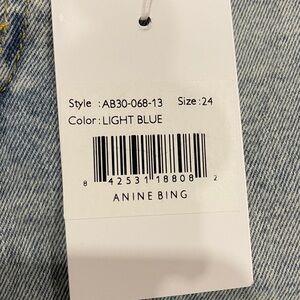 Style : AB30-068-13 Size : 24
Color : LIGHT BLUE
8 42531 18808 2
ANINE BING